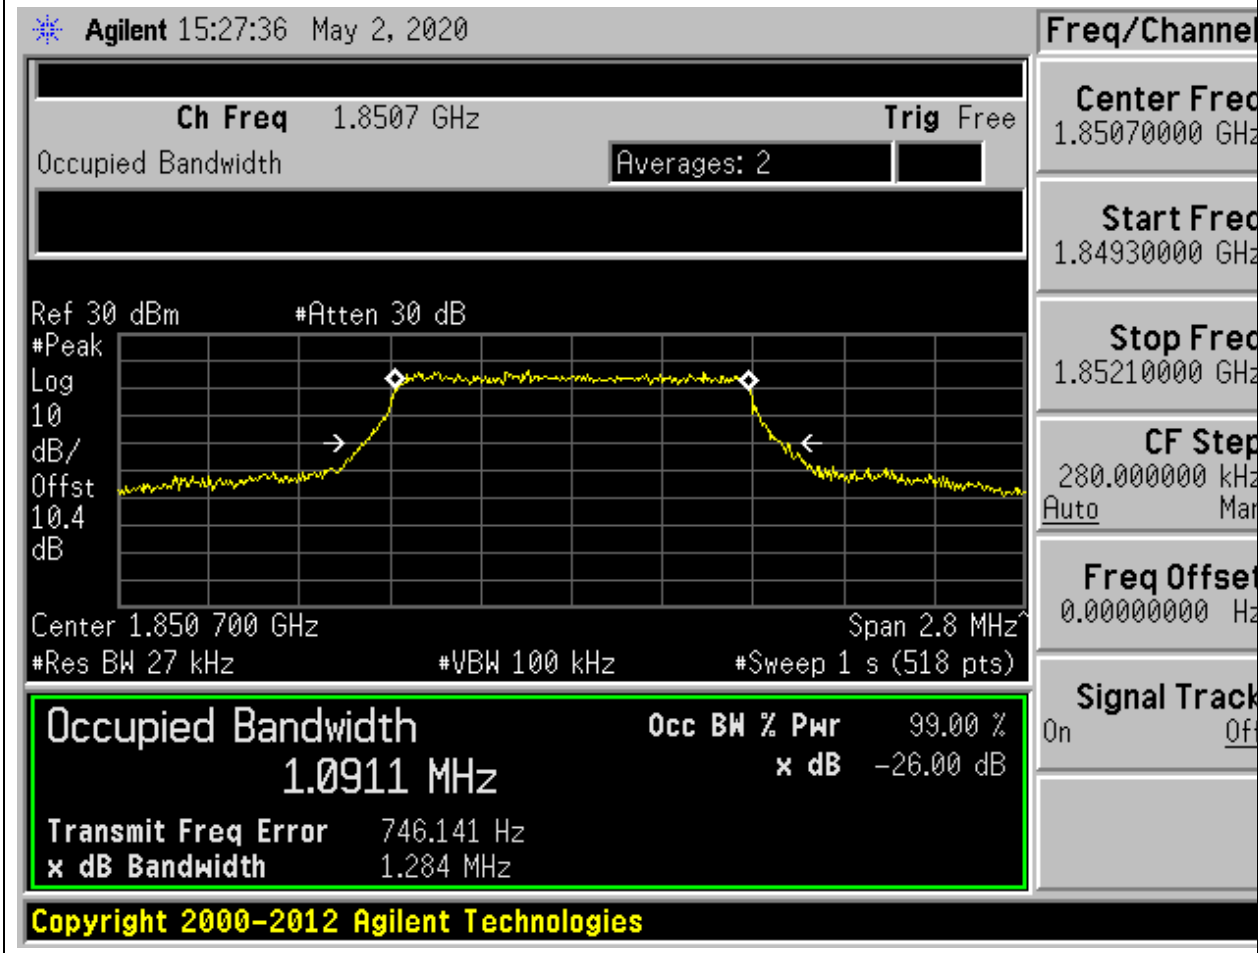 Agilent 15:27:36 May 2, 2020
Freq/Channel
Ch Freq 1.8507 GHz Trig Free
Occupied Bandwidth Averages: 2
Center Freq
1.85070000 GHz
Start Freq
1.84930000 GHz
Stop Freq
1.85210000 GHz
CF Step
280.000000 kHz
Auto Man
Freq Offset
0.00000000 Hz
Signal Track
On Off
Ref 30 dBm #Atten 30 dB
#Peak
Log
10
dB/
Offst
10.4
dB
Center 1.850 700 GHz Span 2.8 MHz^
#Res BW 27 kHz #VBW 100 kHz #Sweep 1 s (518 pts)
Occupied Bandwidth
1.0911 MHz
Occ BW % Pwr 99.00 %
x dB -26.00 dB
Transmit Freq Error 746.141 Hz
x dB Bandwidth 1.284 MHz
Copyright 2000-2012 Agilent Technologies